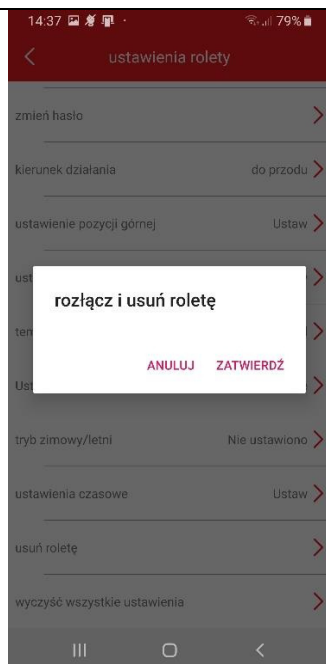 14:37 79%
ustawienia rolety
zmień hasło
kierunek działania do przodu
ustawienie pozycji górnej Ustaw
rozłącz i usuń roletę
ANULUJ ZATWIERDŹ
tryb zimowy/letni Nie ustawiono
ustawienia czasowe Ustaw
usuń roletę
wyczyść wszystkie ustawienia